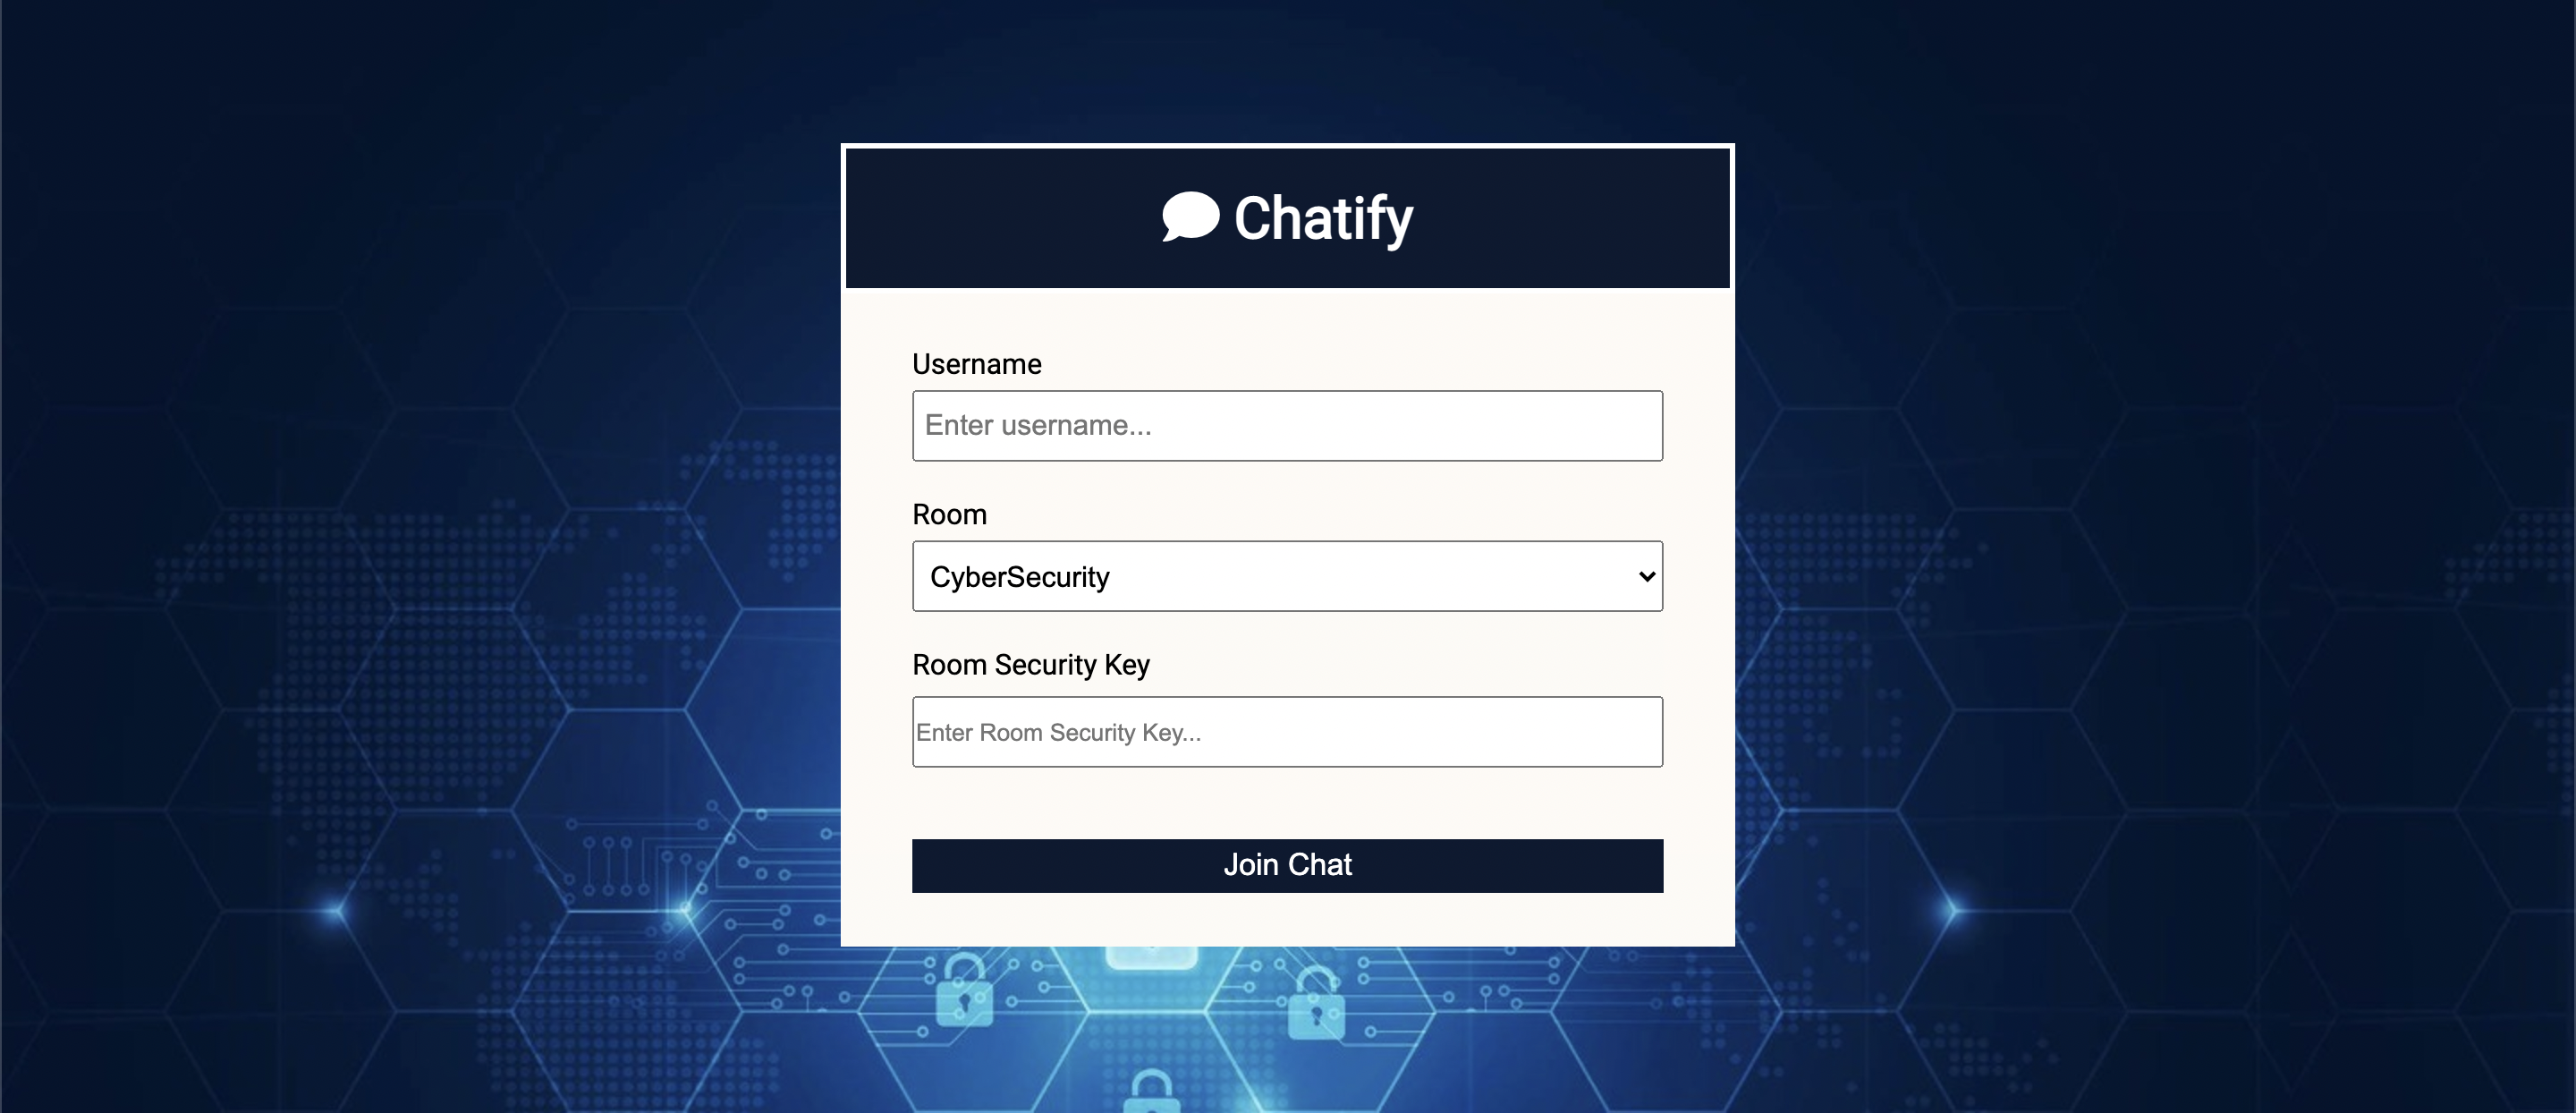 Chatify
Username
Enter username...
Room
CyberSecurity
Room Security Key
Enter Room Security Key...
Join Chat